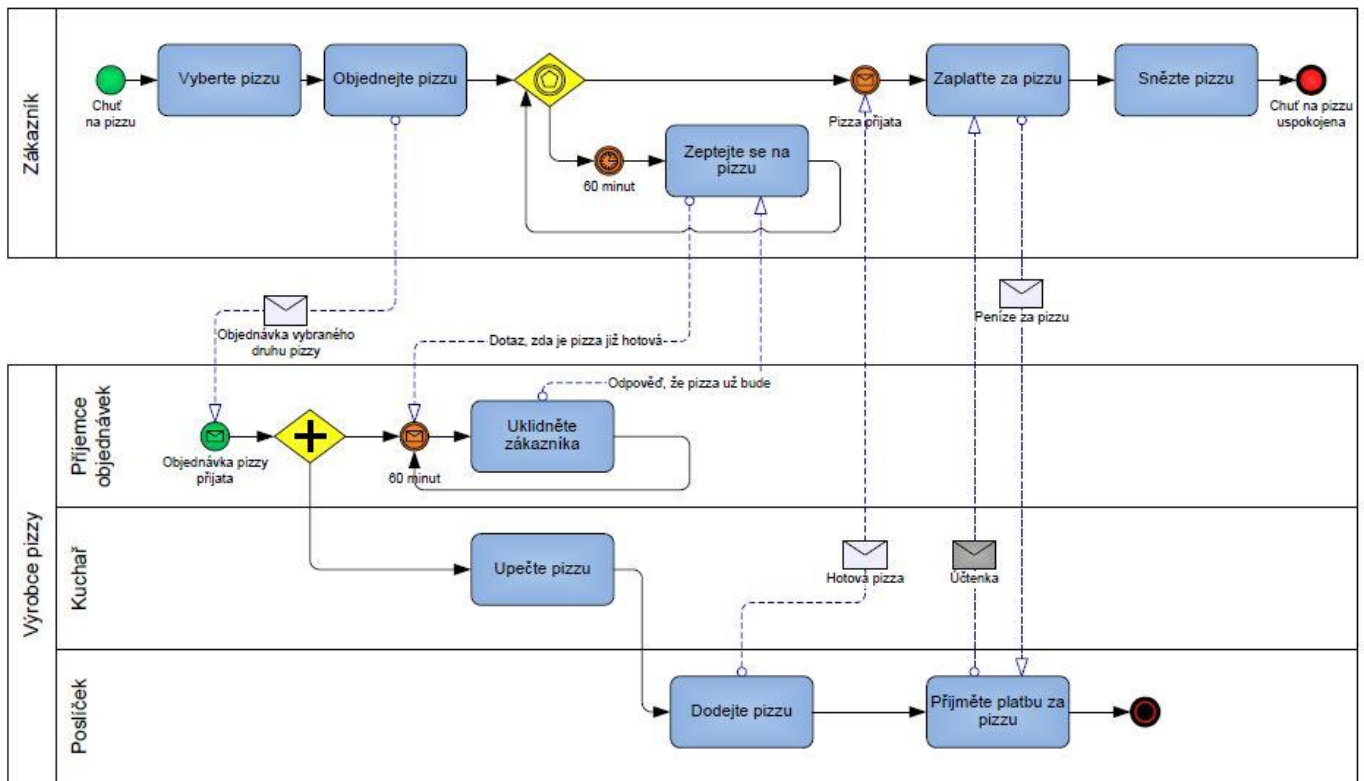 Zákazník
Chuť
na pizzu
Vyberte pizzu
Objednejte pizzu
60 minut
Zeptejte se na
pizzu
Pizza přijata
Zaplaťte za pizzu
Snězte pizzu
Chuť na pizzu
uspokojena
Objednávka vybraného
druhu pizzy
Dotaz, zda je pizza již hotová
Peníze za pizzu
Odpověď, že pizza už bude
Výrobce pizzy
Příjemce
objednávek
Objednávka pizzy
přijata
60 minut
Uklidněte
zákazníka
Kuchař
Upečte pizzu
Hotová pizza
Účtenka
Poslíček
Dodejte pizzu
Přijměte platbu za
pizzu